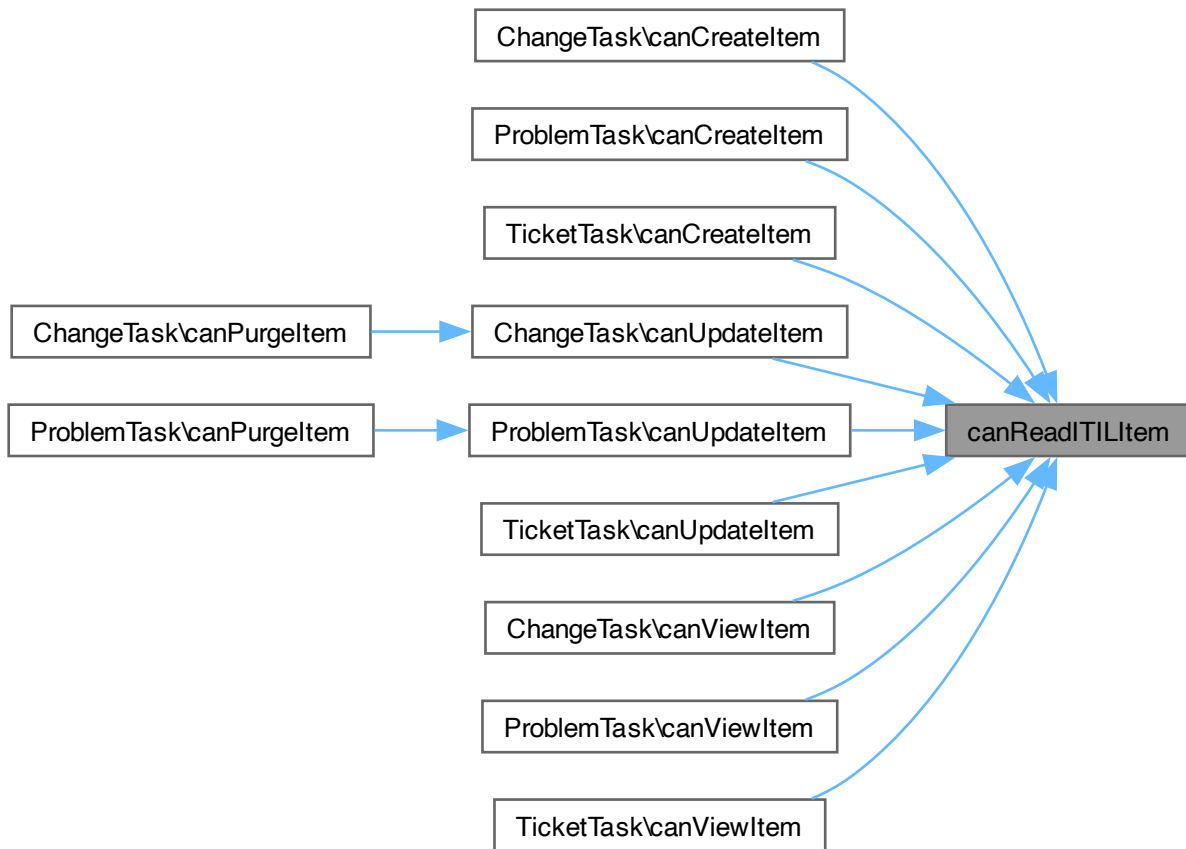 ChangeTask\canCreateItem
ProblemTask\canCreateItem
TicketTask\canCreateItem
ChangeTask\canPurgeItem
ChangeTask\canUpdateItem
ProblemTask\canPurgeItem
ProblemTask\canUpdateItem
canReadITILItem
TicketTask\canUpdateItem
ChangeTask\canViewItem
ProblemTask\canViewItem
TicketTask\canViewItem